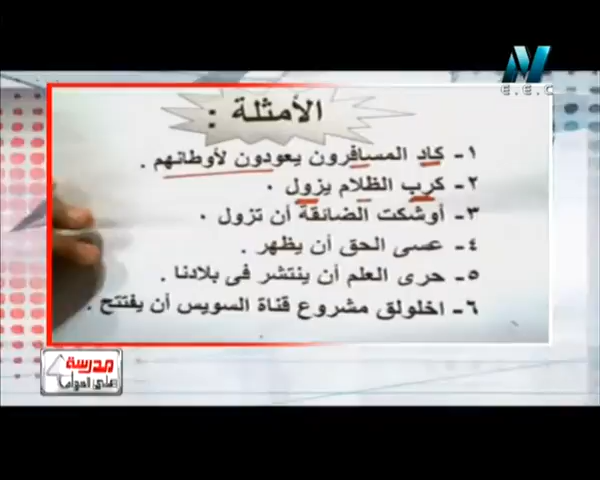 E.E.C
الأمثلة :
١- كاد المسافرون يعودون لأوطانهم .
٢- كرب الظلام يزول .
٣- أوشكت الضائقة أن تزول .
٤- عسى الحق أن يظهر .
٥- حرى العلم أن ينتشر فى بلادنا .
٦- اخلولق مشروع قناة السويس أن يفتتح .
مدرسة
على الهواء